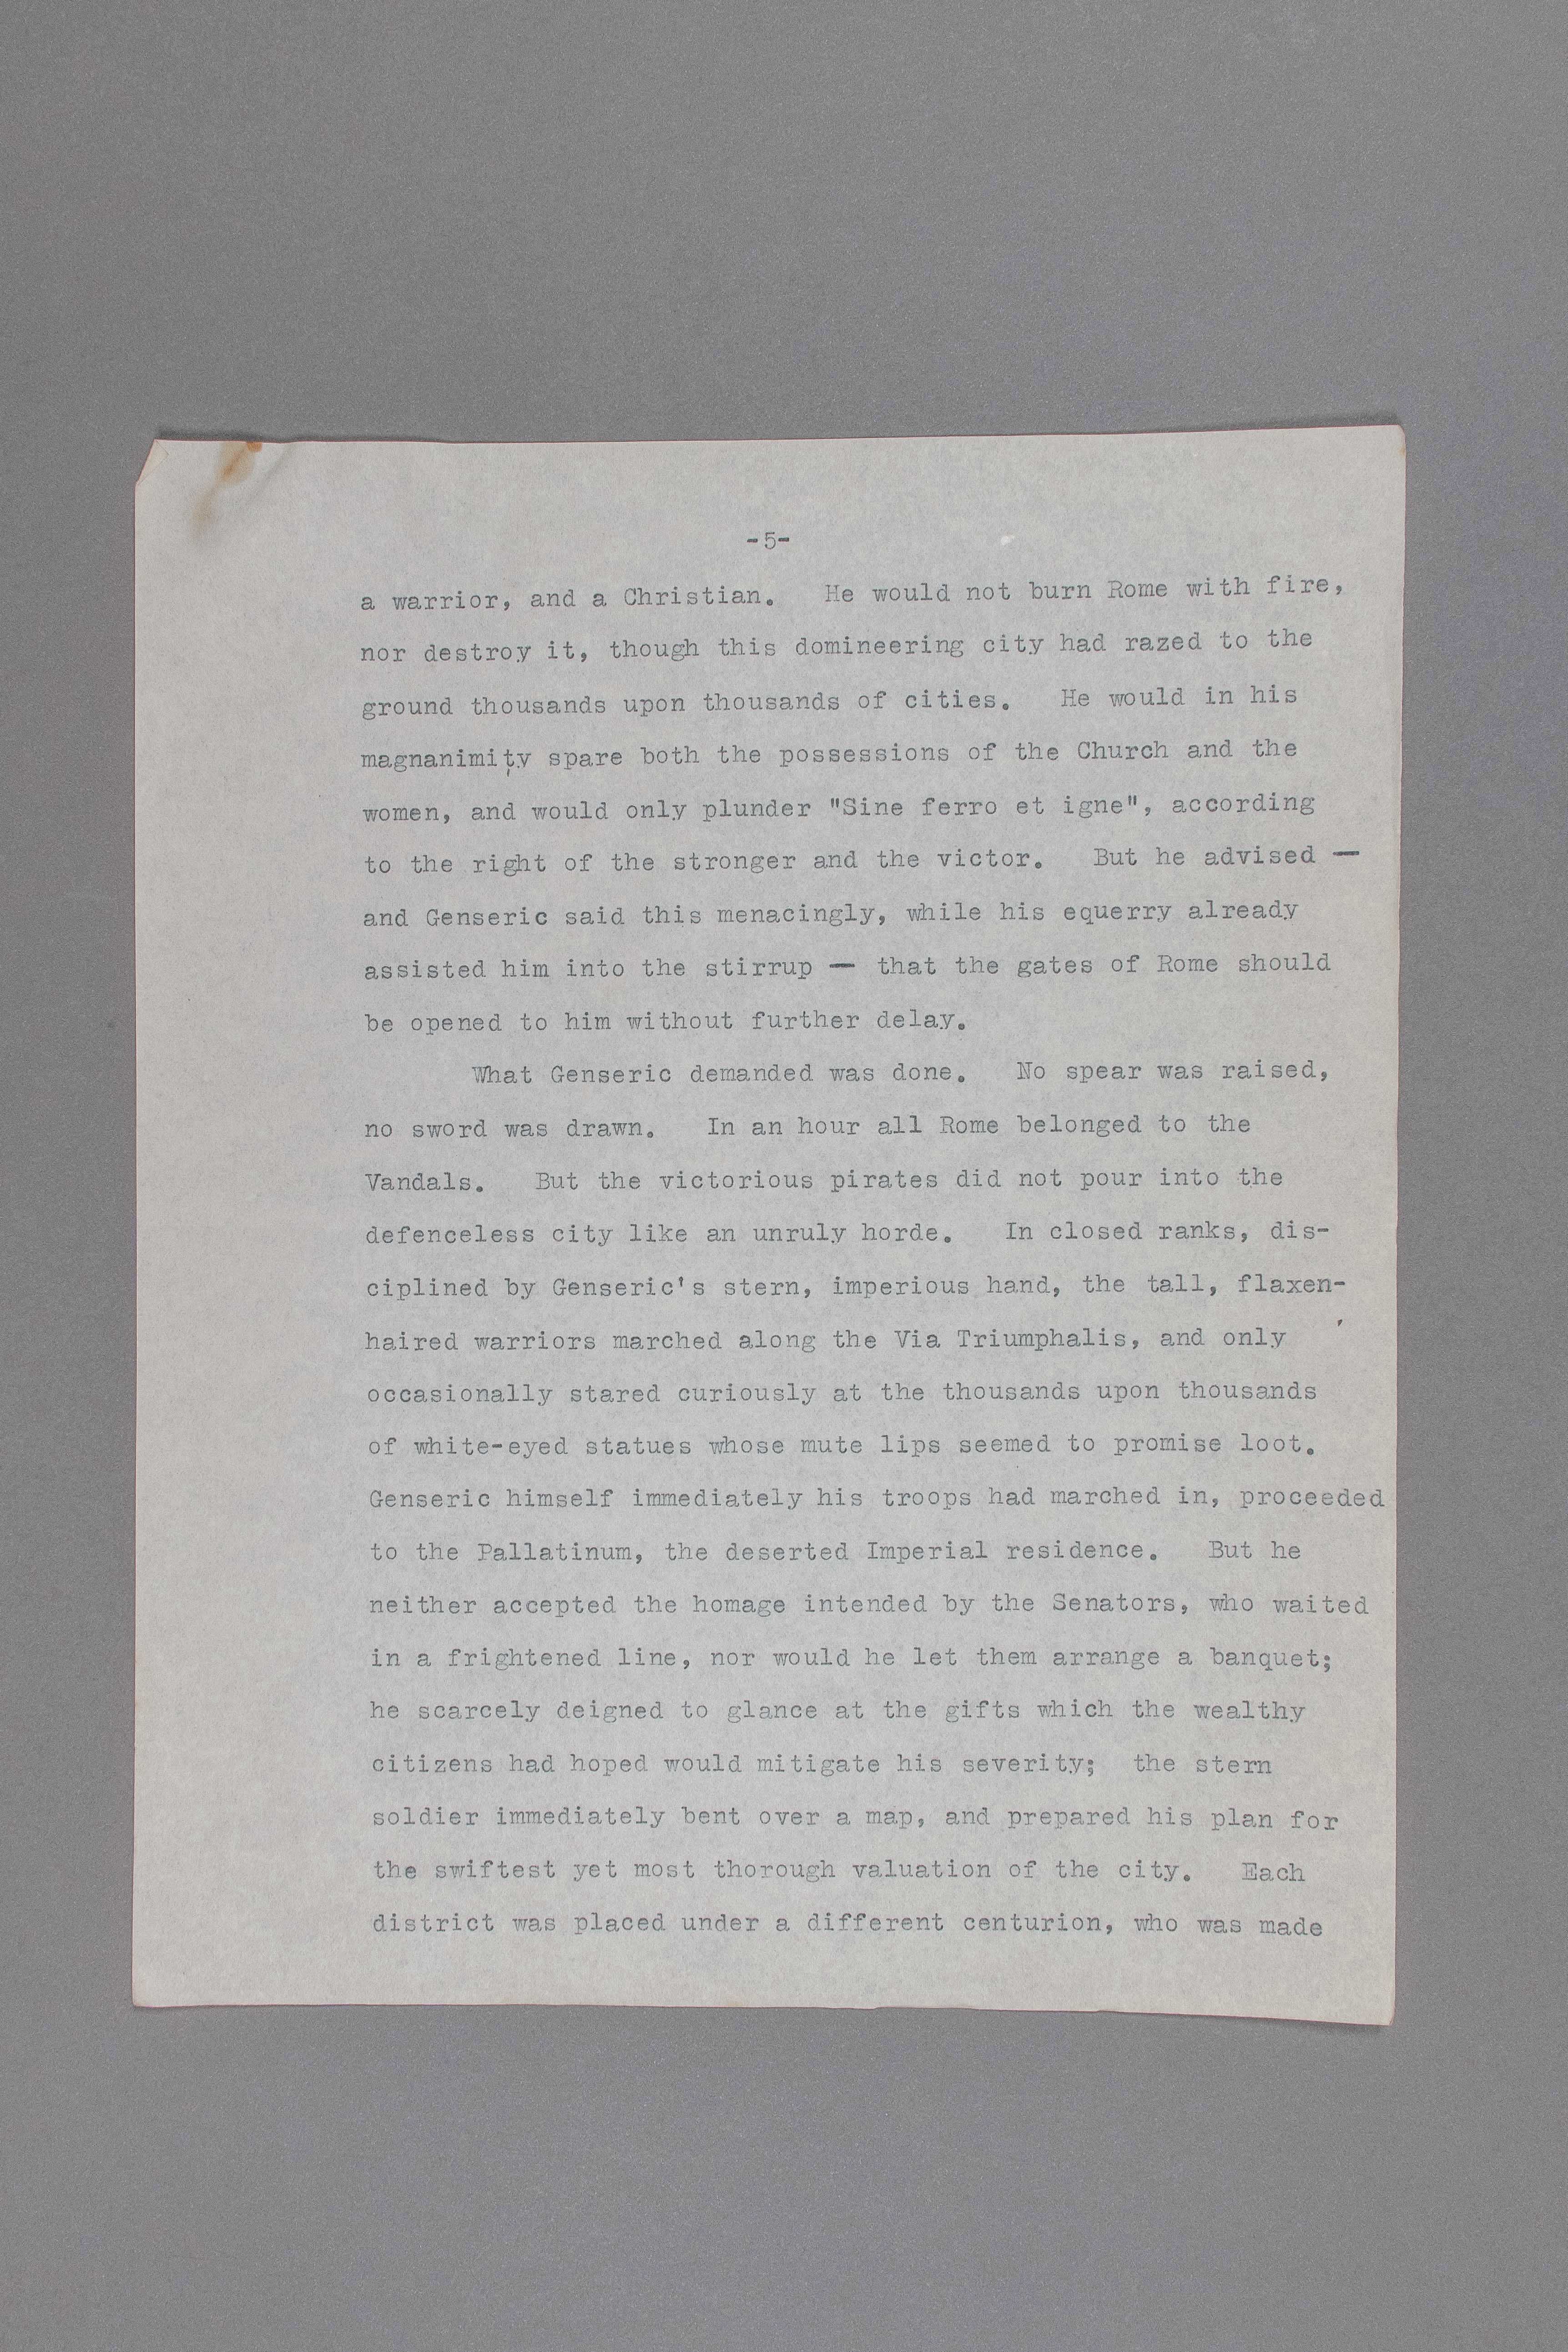 -5-
a warrior, and a Christian.   He would not burn Rome with fire,
nor destroy it, though this domineering city had razed to the
ground thousands upon thousands of cities.   He would in his
magnanimity spare both the possessions of the Church and the
women, and would only plunder "Sine ferro et igne", according
to the right of the stronger and the victor.   But he advised —
and Genseric said this menacingly, while his equerry already
assisted him into the stirrup — that the gates of Rome should
be opened to him without further delay.
What Genseric demanded was done.   No spear was raised,
no sword was drawn.   In an hour all Rome belonged to the
Vandals.   But the victorious pirates did not pour into the
defenceless city like an unruly horde.   In closed ranks, dis-
ciplined by Genseric's stern, imperious hand, the tall, flaxen-
haired warriors marched along the Via Triumphalis, and only
occasionally stared curiously at the thousands upon thousands
of white-eyed statues whose mute lips seemed to promise loot.
Genseric himself immediately his troops had marched in, proceeded
to the Pallatinum, the deserted Imperial residence.   But he
neither accepted the homage intended by the Senators, who waited
in a frightened line, nor would he let them arrange a banquet;
he scarcely deigned to glance at the gifts which the wealthy
citizens had hoped would mitigate his severity;  the stern
soldier immediately bent over a map, and prepared his plan for
the swiftest yet most thorough valuation of the city.   Each
district was placed under a different centurion, who was made